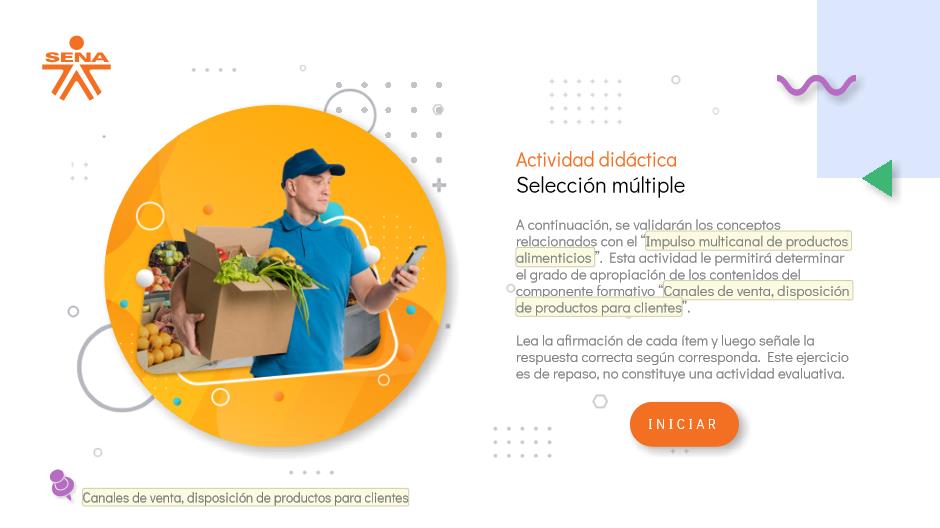 SENA
Actividad didáctica
Selección múltiple
A continuación, se validarán los conceptos
relacionados con el “Impulso multicanal de productos
alimenticios”. Esta actividad le permitirá determinar
el grado de apropiación de los contenidos del
componente formativo “Canales de venta, disposición
de productos para clientes”.
Lea la afirmación de cada ítem y luego señale la
respuesta correcta según corresponda. Este ejercicio
es de repaso, no constituye una actividad evaluativa.
INICIAR
Canales de venta, disposición de productos para clientes